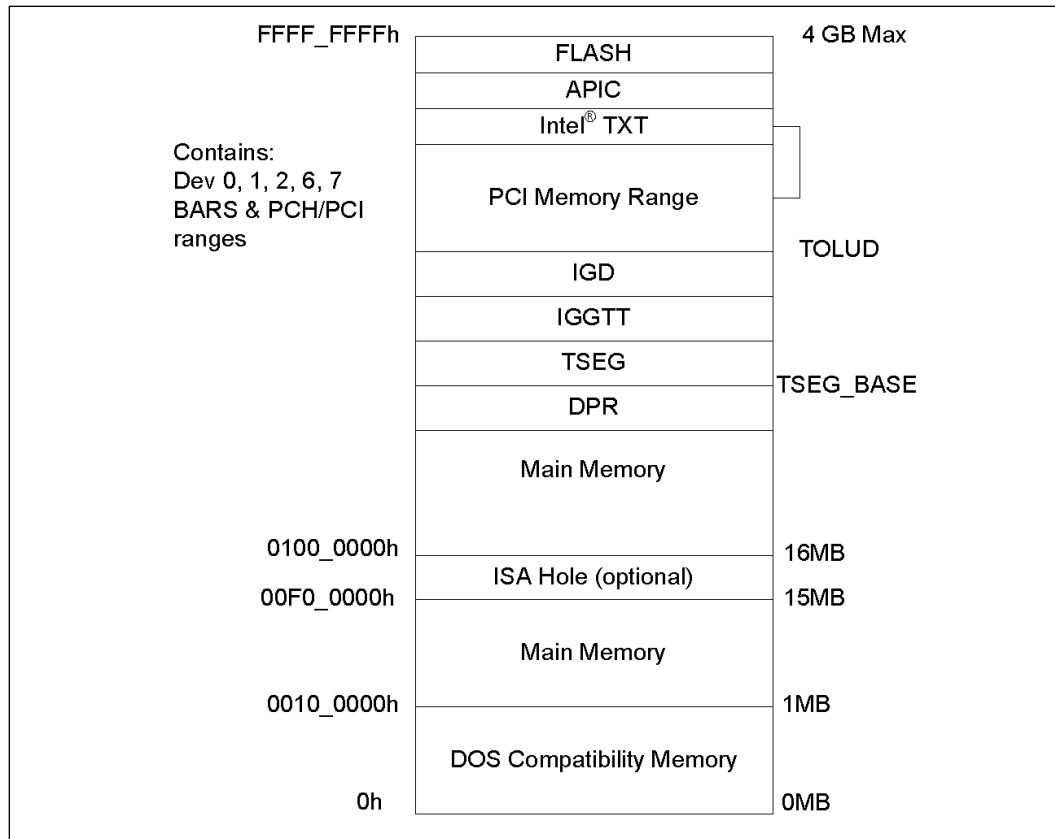 FFFF_FFFFh
4 GB Max
FLASH
APIC
Intel® TXT
Contains:
Dev 0, 1, 2, 6, 7
BARS & PCH/PCI
ranges
PCI Memory Range
TOLUD
IGD
IGGTT
TSEG
TSEG_BASE
DPR
Main Memory
0100_0000h
16MB
ISA Hole (optional)
00F0_0000h
15MB
Main Memory
0010_0000h
1MB
DOS Compatibility Memory
0h
0MB